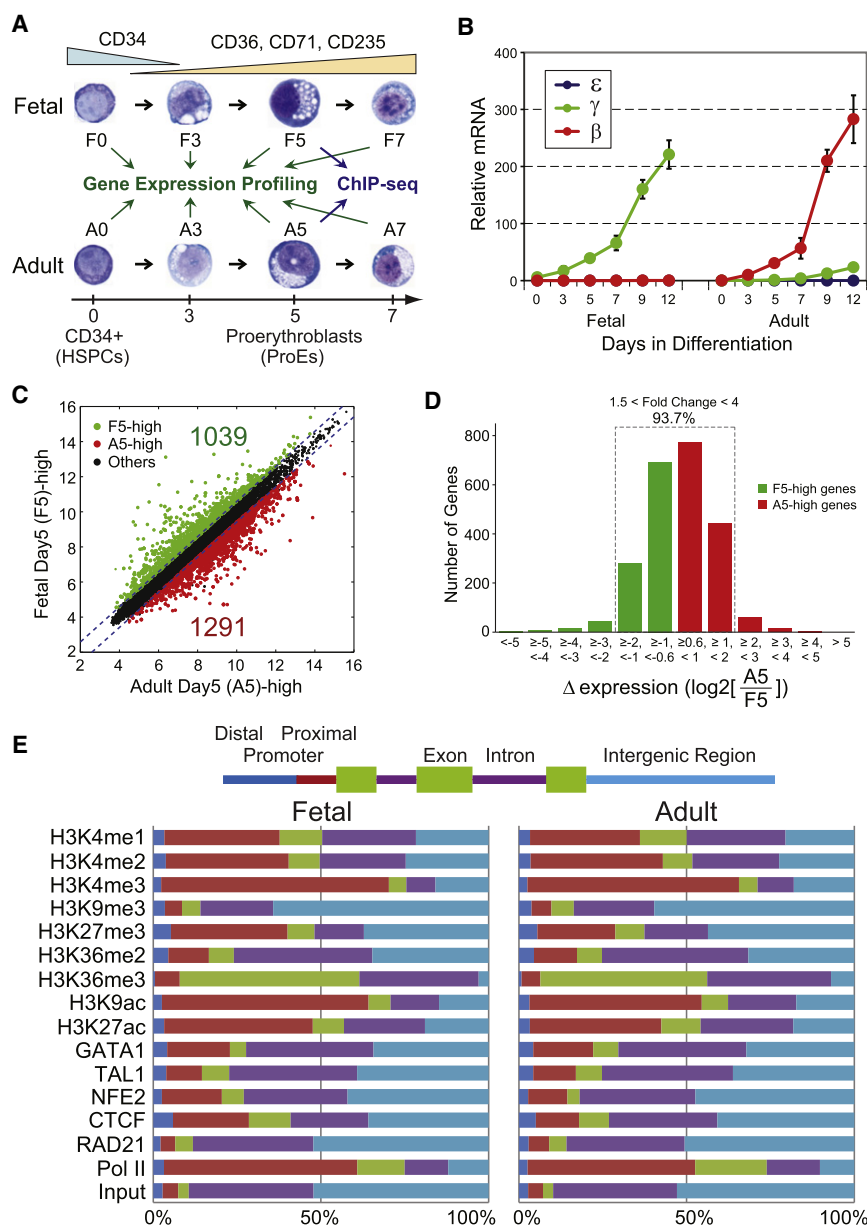 A
CD34
CD36, CD71, CD235
Fetal
F0 F3 F5 F7
Gene Expression Profiling ChIP-seq
A0 A3 A5 A7
Adult
0 3 5 7
CD34+
(HSPCs)
Proerythroblasts
(ProEs)
B
400
300
200
100
0
Relative mRNA
ε
γ
β
0 3 5 7 9 12 0 3 5 7 9 12
Fetal Adult
Days in Differentiation
C
16
14
12
10
8
6
4
2
Fetal Day5 (F5)-high
F5-high
A5-high
Others
1039
1291
2 4 6 8 10 12 14 16
Adult Day5 (A5)-high
D
1.5 < Fold Change < 4
93.7%
800
600
400
200
0
Number of Genes
F5-high genes
A5-high genes
<-5 ≥-5, ≥-4, ≥-3, ≥-2, ≥-1, ≥0.6, ≥ 1, ≥ 2, ≥ 3, ≥ 4, > 5
<-4 <-3 <-2 <-1 <-0.6 < 1 < 2 < 3 < 4 < 5
Δ expression (log2[A5/F5])
E
Distal Proximal
Promoter Exon Intron Intergenic Region
Fetal Adult
H3K4me1
H3K4me2
H3K4me3
H3K9me3
H3K27me3
H3K36me2
H3K36me3
H3K9ac
H3K27ac
GATA1
TAL1
NFE2
CTCF
RAD21
Pol II
Input
0% 50% 100% 0% 50% 100%